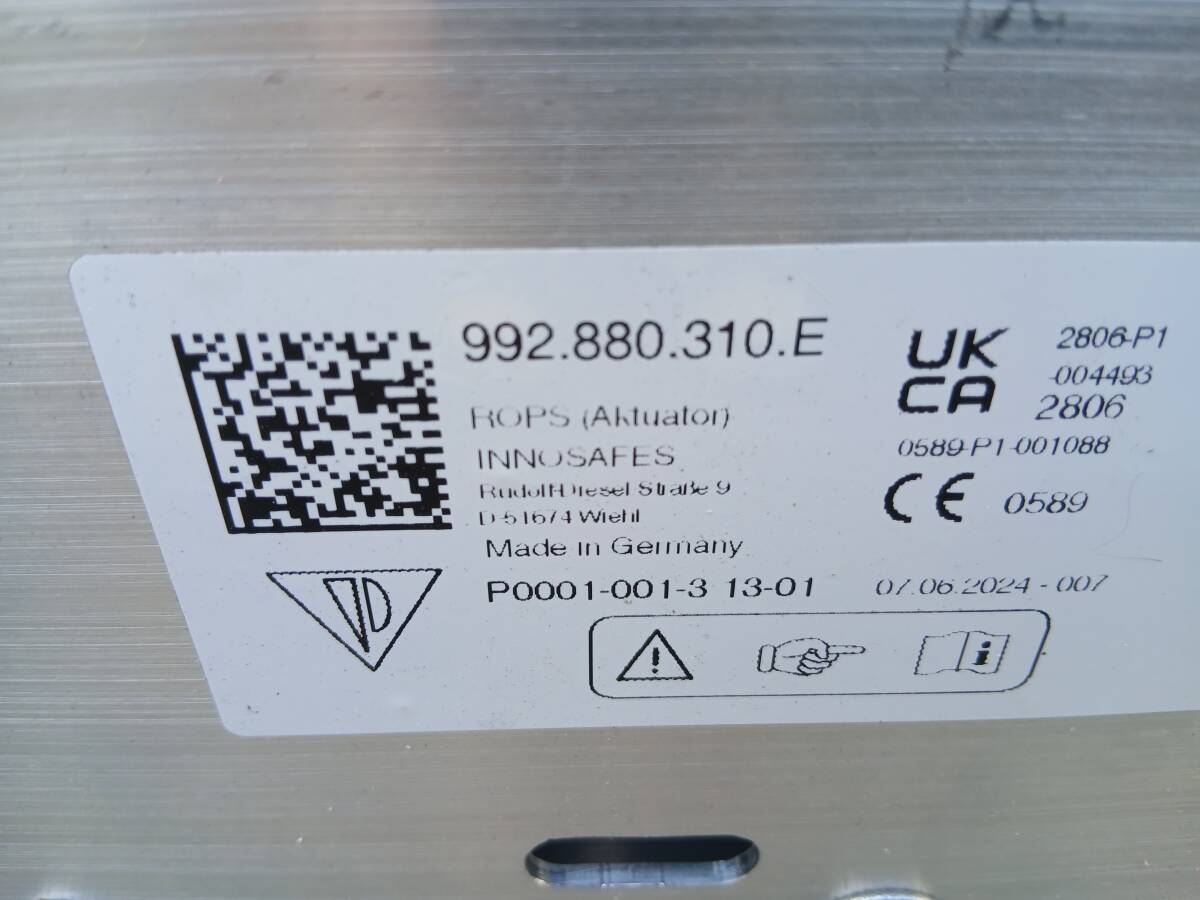 992.880.310.E
ROPS (Aktuator)
INNOSAFES
Rudolf-Diesel Straße 9
D-51674 Wiehl
Made in Germany
P0001-001-3 13-01
07.06.2024 - 007
UK
CA
2806-P1
-004493
2806
0589-P1-001088
CE 0589